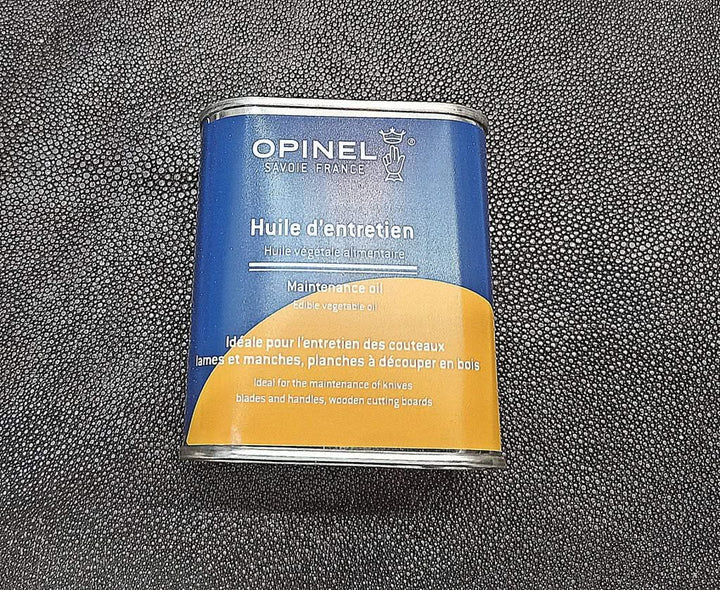 OPINEL ®
SAVOIE FRANCE
Huile d'entretien
Huile végétale alimentaire
Maintenance oil
Edible vegetable oil
Idéale pour l'entretien des couteaux
lames et manches, planches à découper en bois
Ideal for the maintenance of knives
blades and handles, wooden cutting boards